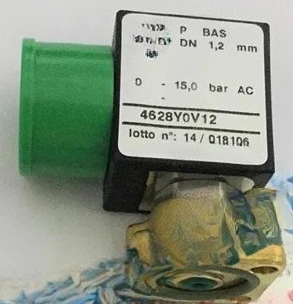 P BAS
DN 1,2 mm
0 - 15,0 bar AC
4628Y0V12
lotto n°: 14 / 018106